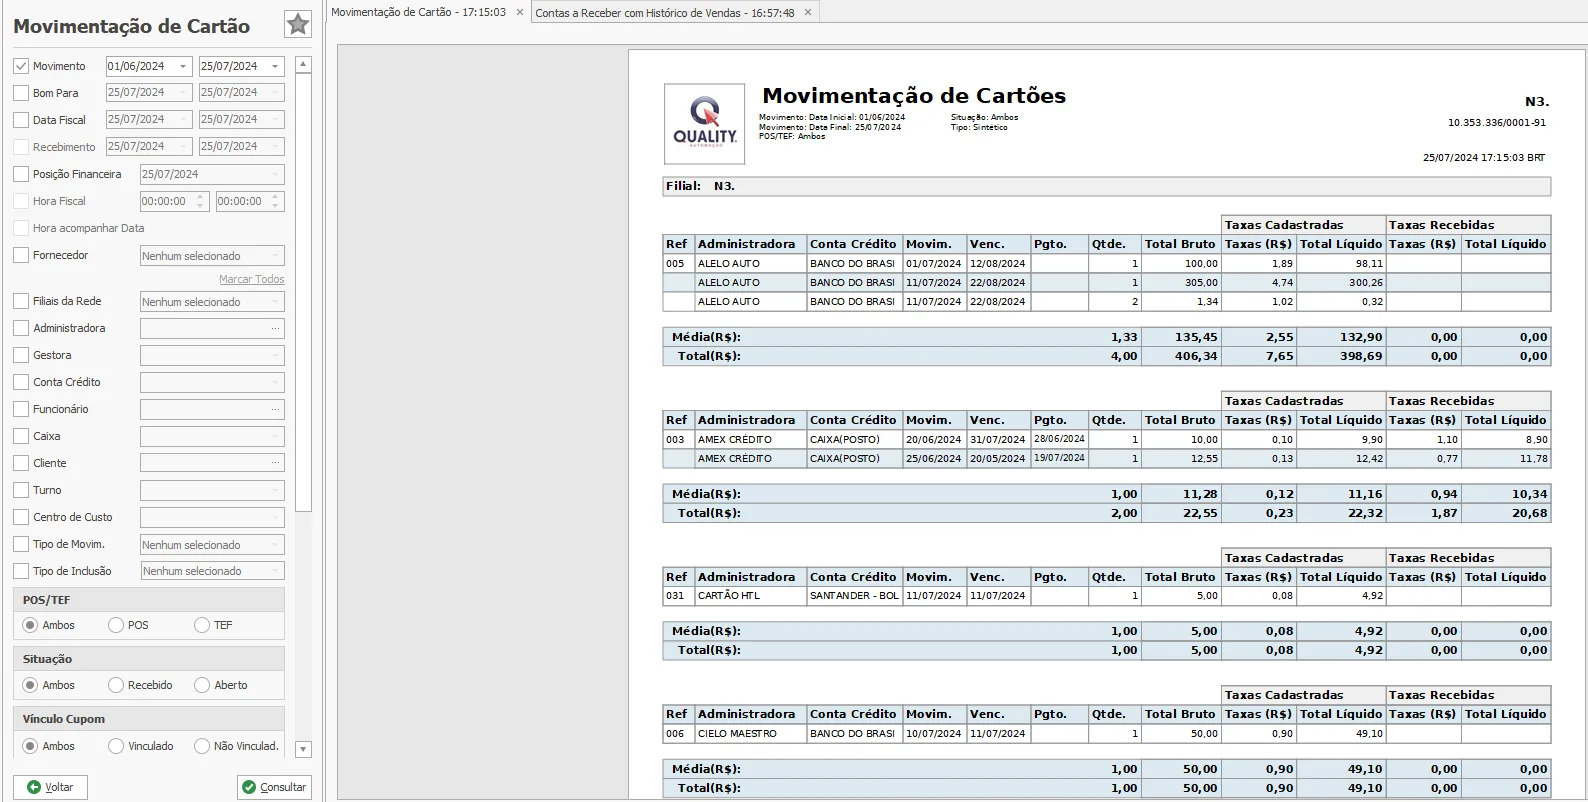 Movimentação de Cartão - 17:15:03 ×
Contas a Receber com Histórico de Vendas - 16:57:48 ×
Movimentação de Cartão
Movimento 01/06/2024 25/07/2024
Bom Para 25/07/2024 25/07/2024
Data Fiscal 25/07/2024 25/07/2024
Recebimento 25/07/2024 25/07/2024
Posição Financeira 25/07/2024
Hora Fiscal 00:00:00 00:00:00
Hora acompanhar Data
Fornecedor Nenhum selecionado
Marcar Todos
Filiais da Rede Nenhum selecionado
Administradora ...
Gestora
Conta Crédito
Funcionário ...
Caixa
Cliente ...
Turno
Centro de Custo
Tipo de Movim. Nenhum selecionado
Tipo de Inclusão Nenhum selecionado
POS/TEF
Ambos POS TEF
Situação
Ambos Recebido Aberto
Vínculo Cupom
Ambos Vinculado Não Vinculad.
Voltar Consultar
QUALITY.
AUTOMAÇÃO
Movimentação de Cartões
Movimento: Data Inicial: 01/06/2024 Situação: Ambos
Movimento: Data Final: 25/07/2024 Tipo: Sintético
POS/TEF: Ambos
N3.
10.353.336/0001-91
25/07/2024 17:15:03 BRT
Filial: N3.
Taxas Cadastradas Taxas Recebidas
Ref Administradora Conta Crédito Movim. Venc. Pgto. Qtde. Total Bruto Taxas (R$) Total Líquido Taxas (R$) Total Líquido
005 ALELO AUTO BANCO DO BRASI 01/07/2024 12/08/2024 1 100,00 1,89 98,11
ALELO AUTO BANCO DO BRASI 11/07/2024 22/08/2024 1 305,00 4,74 300,26
ALELO AUTO BANCO DO BRASI 11/07/2024 22/08/2024 2 1,34 1,02 0,32
Média(R$): 1,33 135,45 2,55 132,90 0,00 0,00
Total(R$): 4,00 406,34 7,65 398,69 0,00 0,00
Taxas Cadastradas Taxas Recebidas
Ref Administradora Conta Crédito Movim. Venc. Pgto. Qtde. Total Bruto Taxas (R$) Total Líquido Taxas (R$) Total Líquido
003 AMEX CRÉDITO CAIXA(POSTO) 20/06/2024 31/07/2024 28/06/2024 1 10,00 0,10 9,90 1,10 8,90
AMEX CRÉDITO CAIXA(POSTO) 25/06/2024 20/05/2024 19/07/2024 1 12,55 0,13 12,42 0,77 11,78
Média(R$): 1,00 11,28 0,12 11,16 0,94 10,34
Total(R$): 2,00 22,55 0,23 22,32 1,87 20,68
Taxas Cadastradas Taxas Recebidas
Ref Administradora Conta Crédito Movim. Venc. Pgto. Qtde. Total Bruto Taxas (R$) Total Líquido Taxas (R$) Total Líquido
031 CARTÃO HTL SANTANDER - BOL 11/07/2024 11/07/2024 1 5,00 0,08 4,92
Média(R$): 1,00 5,00 0,08 4,92 0,00 0,00
Total(R$): 1,00 5,00 0,08 4,92 0,00 0,00
Taxas Cadastradas Taxas Recebidas
Ref Administradora Conta Crédito Movim. Venc. Pgto. Qtde. Total Bruto Taxas (R$) Total Líquido Taxas (R$) Total Líquido
006 CIELO MAESTRO BANCO DO BRASI 10/07/2024 11/07/2024 1 50,00 0,90 49,10
Média(R$): 1,00 50,00 0,90 49,10 0,00 0,00
Total(R$): 1,00 50,00 0,90 49,10 0,00 0,00